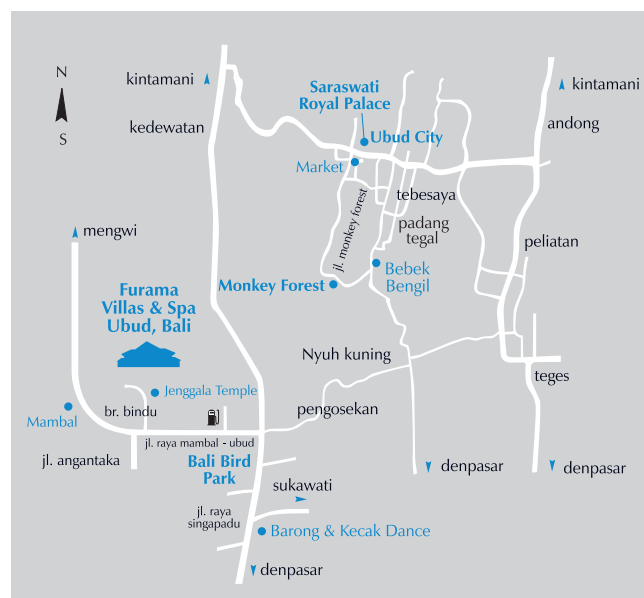 N
S
kintamani
kedewatan
Saraswati
Royal Palace
Ubud City
Market
kintamani
andong
tebesaya
padang
tegal
peliatan
jl. monkey forest
mengwi
Bebek
Bengil
Monkey Forest
Furama
Villas & Spa
Ubud, Bali
Nyuh kuning
teges
Jenggala Temple
br. bindu
Mambal
pengosekan
jl. raya mambal - ubud
jl. angantaka
Bali Bird
Park
denpasar
denpasar
sukawati
jl. raya
singapadu
Barong & Kecak Dance
denpasar